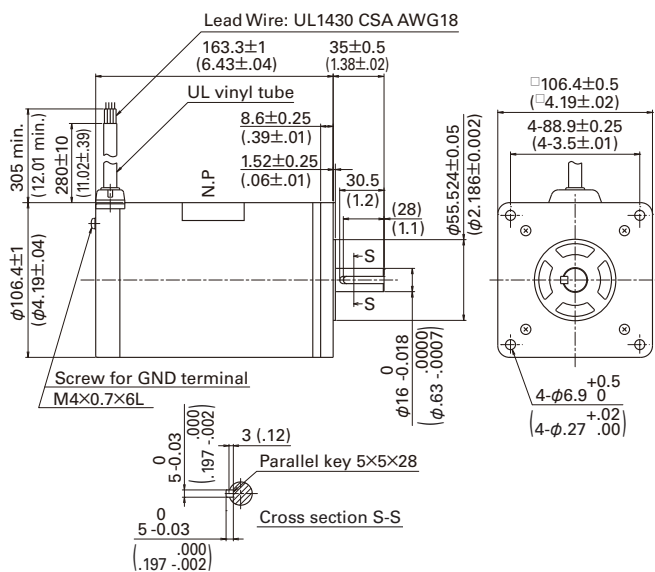 Lead Wire: UL1430 CSA AWG18
163.3±1
(6.43±.04)
35±0.5
(1.38±.02)
UL vinyl tube
8.6±0.25
(.39±.01)
1.52±0.25
(.06±.01)
305 min.
(12.01 min.)
280±10
(11.02±.39)
N.P
30.5
(1.2)
(28)
(1.1)
ϕ55.524±0.05
(ϕ2.186±0.002)
□106.4±0.5
(□4.19±.02)
4-88.9±0.25
(4-3.5±.01)
S
S
ϕ106.4±1
(ϕ4.19±.04)
Screw for GND terminal
M4×0.7×6L
0
ϕ16 -0.018
.0000
(ϕ.63 -.0007)
+0.5
4-ϕ6.9 0
+.02
(4-ϕ.27 .00)
0
5 -0.03
.000
(.197 -.002)
3 (.12)
Parallel key 5×5×28
Cross section S-S
0
5 -0.03
.000
(.197 -.002)